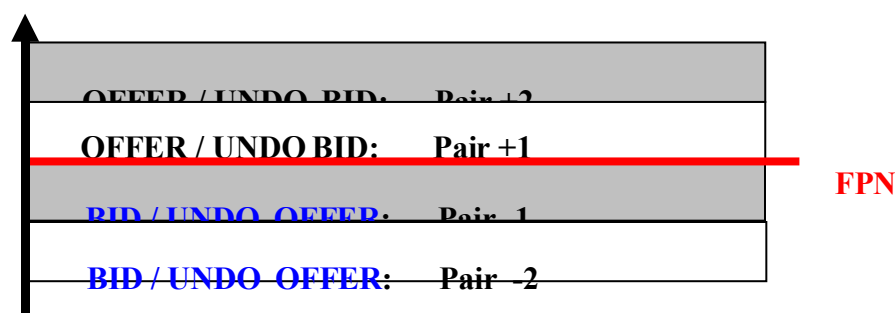 OFFER / UNDO BID: Pair +2
OFFER / UNDO BID: Pair +1
FPN
BID / UNDO OFFER: Pair -1
BID / UNDO OFFER: Pair -2